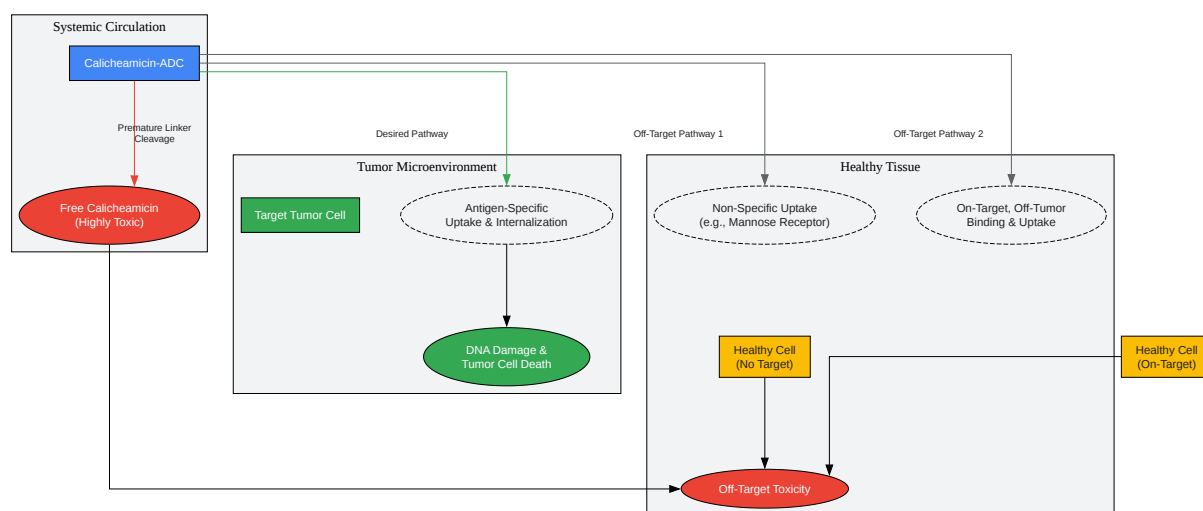 Systemic Circulation
Calicheamicin-ADC
Premature Linker
Cleavage
Free Calicheamicin
(Highly Toxic)
Desired Pathway
Tumor Microenvironment
Target Tumor Cell
Antigen-Specific
Uptake & Internalization
DNA Damage &
Tumor Cell Death
Off-Target Pathway 1
Off-Target Pathway 2
Healthy Tissue
Non-Specific Uptake
(e.g., Mannose Receptor)
On-Target, Off-Tumor
Binding & Uptake
Healthy Cell
(No Target)
Healthy Cell
(On-Target)
Off-Target Toxicity